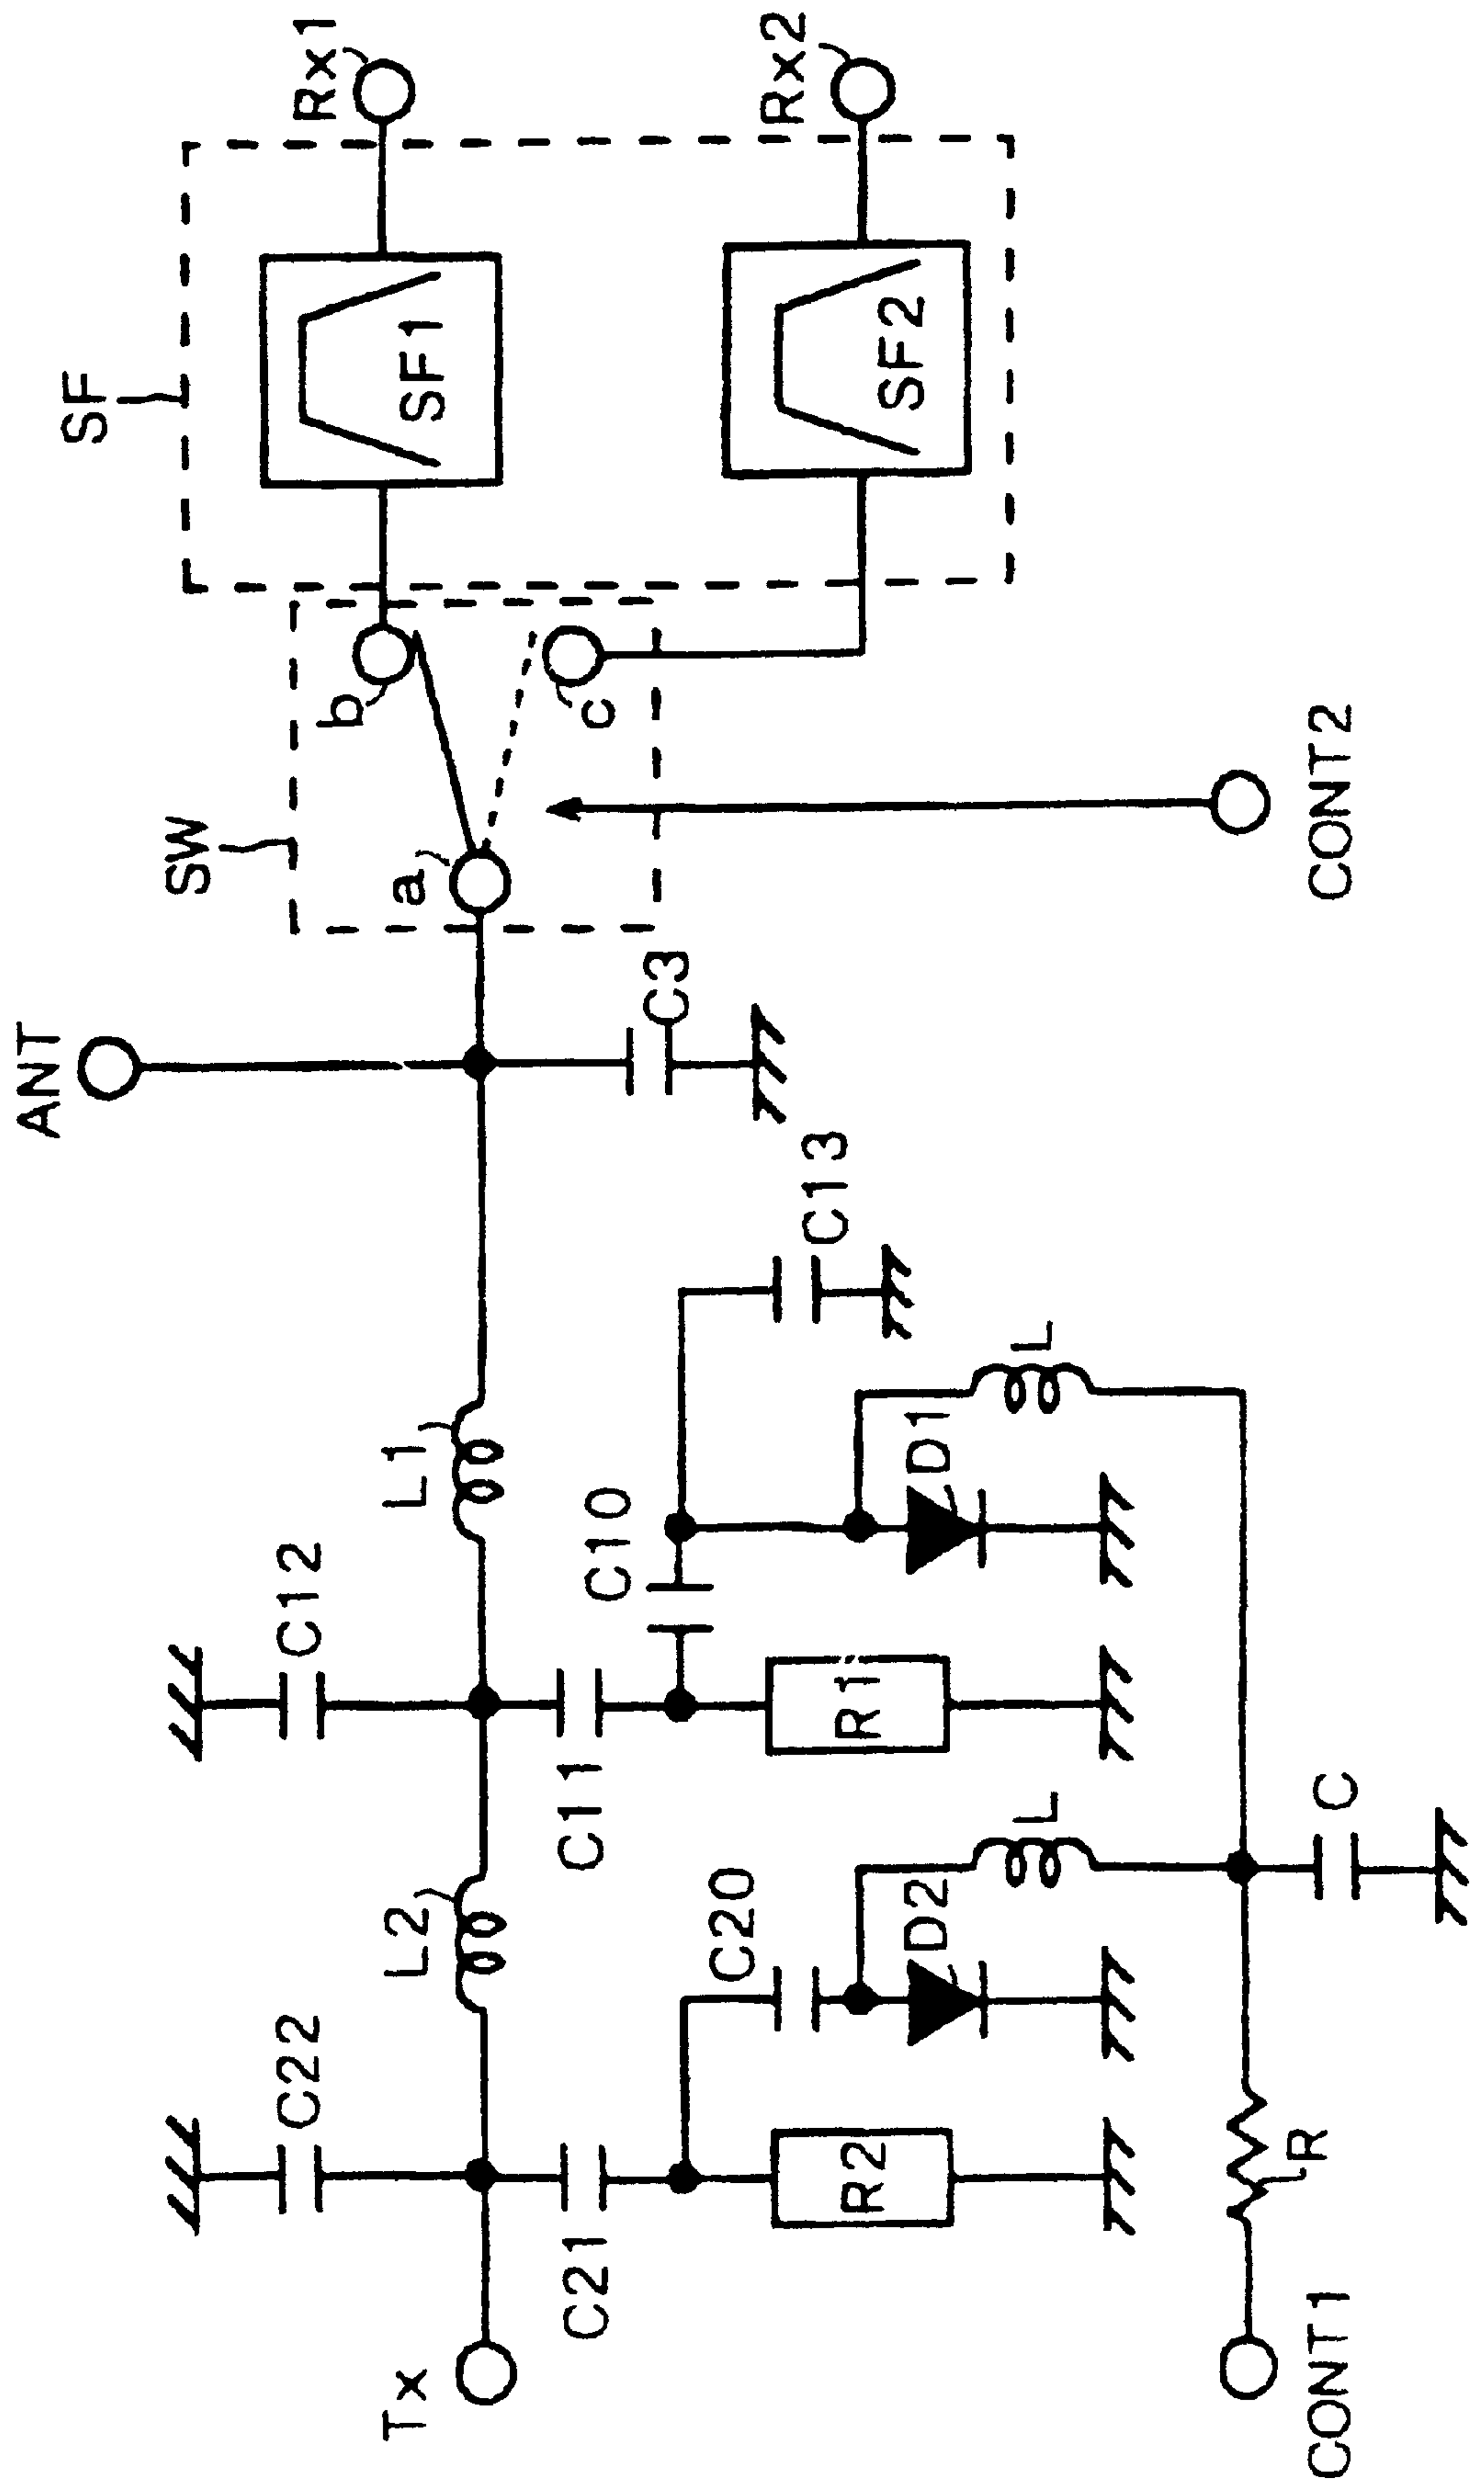 ANT
SF
Rx1
SW
C22
C12
b
SF1
Tx
L2
L1
a
C21
C11
C10
C3
c
Rx2
C20
C13
SF2
R2
D2
R1
D1
L
L
CONT1
R
C
CONT2